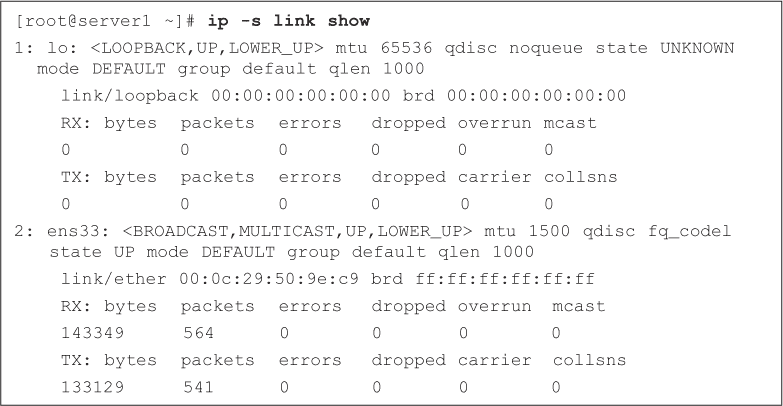 [root@server1 ~]# ip -s link show
1: lo: <LOOPBACK,UP,LOWER_UP> mtu 65536 qdisc noqueue state UNKNOWN
mode DEFAULT group default qlen 1000
link/loopback 00:00:00:00:00:00 brd 00:00:00:00:00:00
RX: bytes packets errors dropped overrun mcast
0 0 0 0 0 0
TX: bytes packets errors dropped carrier collsns
0 0 0 0 0 0
2: ens33: <BROADCAST,MULTICAST,UP,LOWER_UP> mtu 1500 qdisc fq_codel
state UP mode DEFAULT group default qlen 1000
link/ether 00:0c:29:50:9e:c9 brd ff:ff:ff:ff:ff:ff
RX: bytes packets errors dropped overrun mcast
143349 564 0 0 0 0
TX: bytes packets errors dropped carrier collsns
133129 541 0 0 0 0